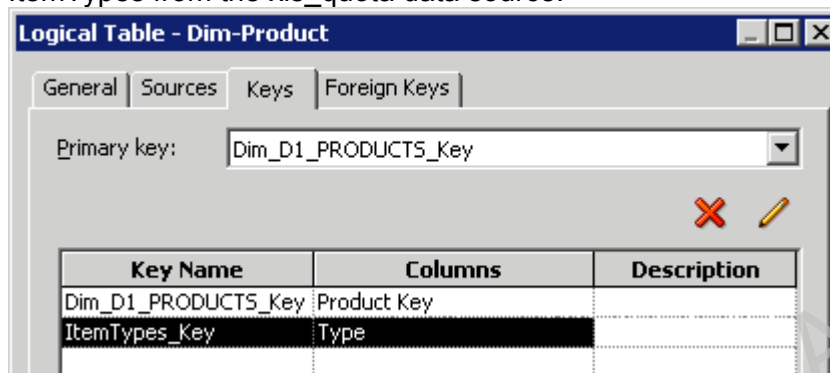 ItemTypes from the xls_quota data source.
Logical Table - Dim-Product
General Sources Keys Foreign Keys
Primary key: Dim_D1_PRODUCTS_Key
Key Name Columns Description
Dim_D1_PRODUCTS_Key Product Key
ItemTypes_Key Type